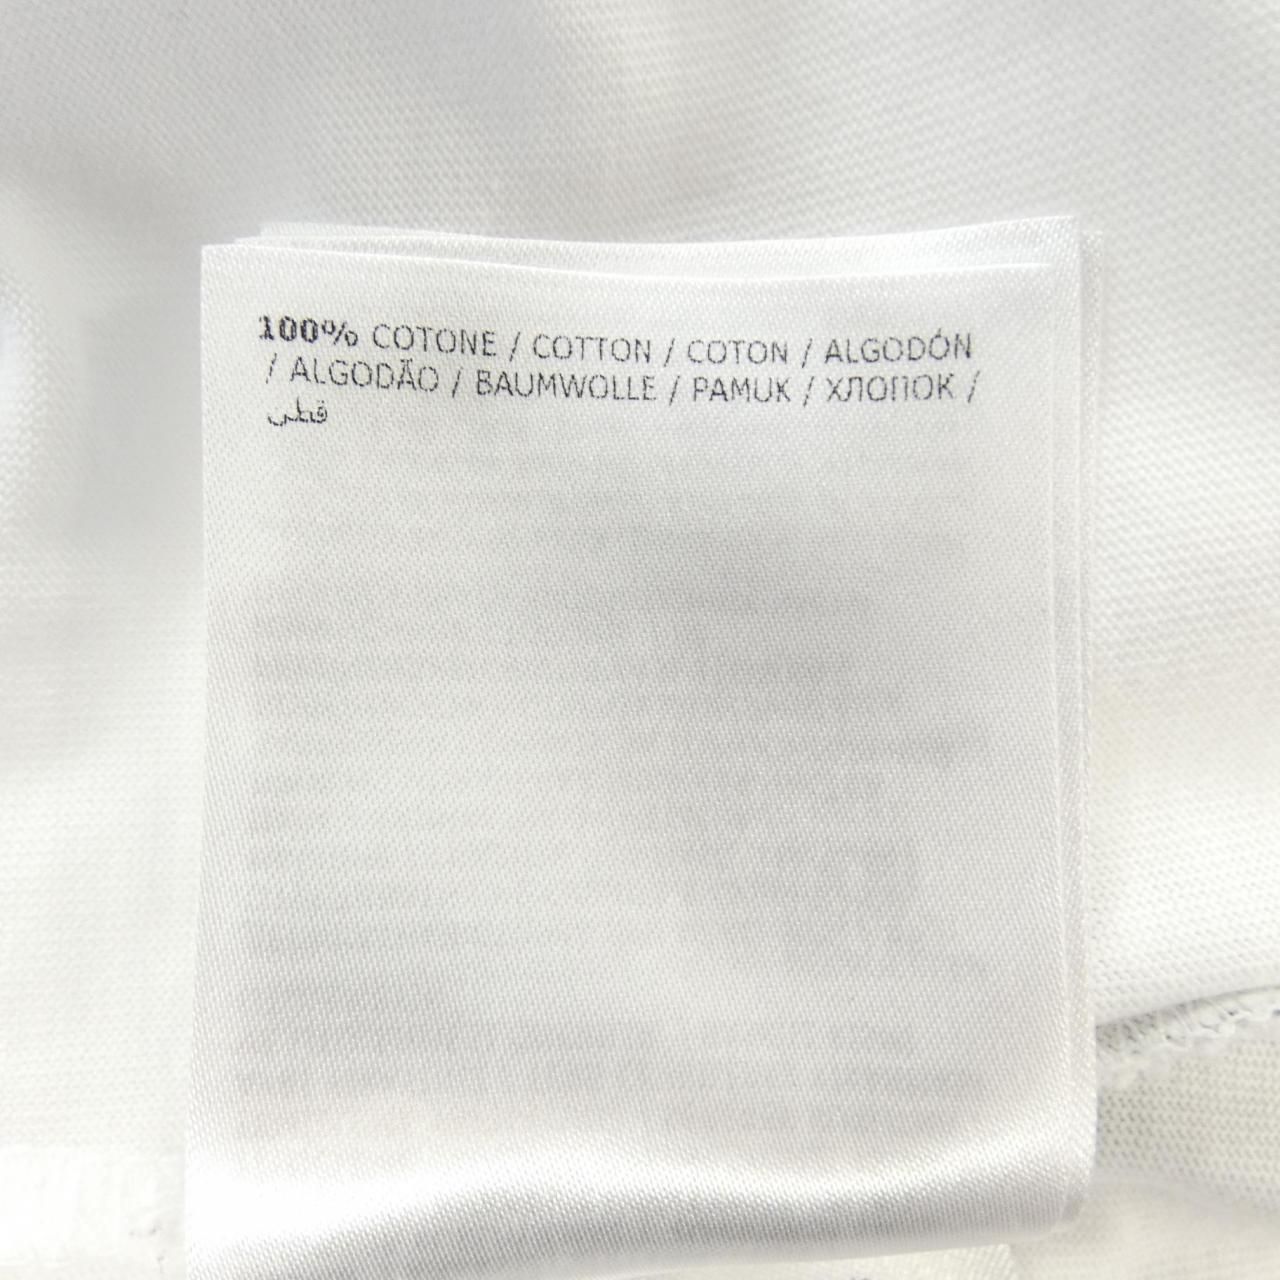 100% COTONE / COTTON / COTON / ALGODÓN
/ ALGODÃO / BAUMWOLLE / PAMUK / ХЛОПОК /
قطن